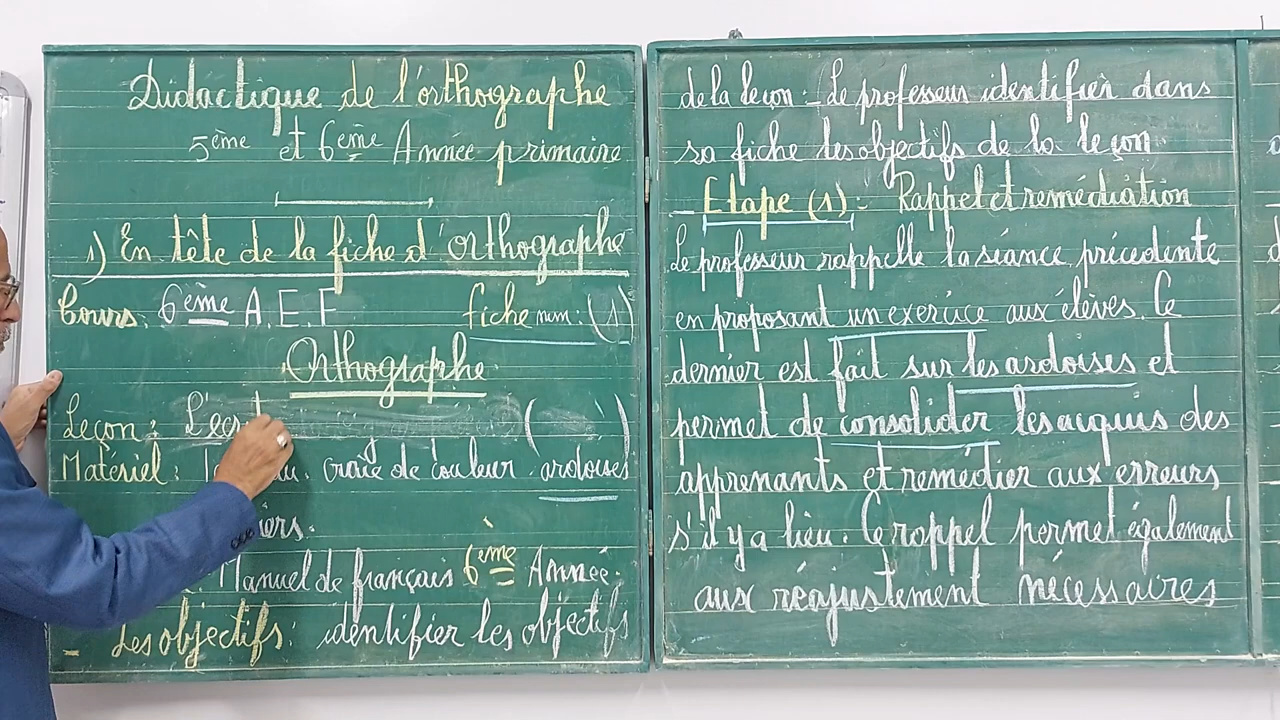 Didactique de l'orthographe
5ème et 6ème Année primaire
1) En tête de la fiche d'orthographe
Cours: 6ème A.E.F fiche num: (1)
Orthographe
Leçon: L'écri ( )
Matériel: craie de couleur. ardoises
Manuel de français 6ème Année.
- Les objectifs: identifier les objectifs
de la leçon: - Le professeur identifier dans
sa fiche les objectifs de la leçon
- Etape (1): Rappel et remédiation
Le professeur rappelle la séance précédente
en proposant un exercice aux élèves. Ce
dernier est fait sur les ardoises et
permet de consolider les acquis des
apprenants et remédier aux erreurs
s'il y a lieu. Ce rappel permet également
aux réajustement nécessaires